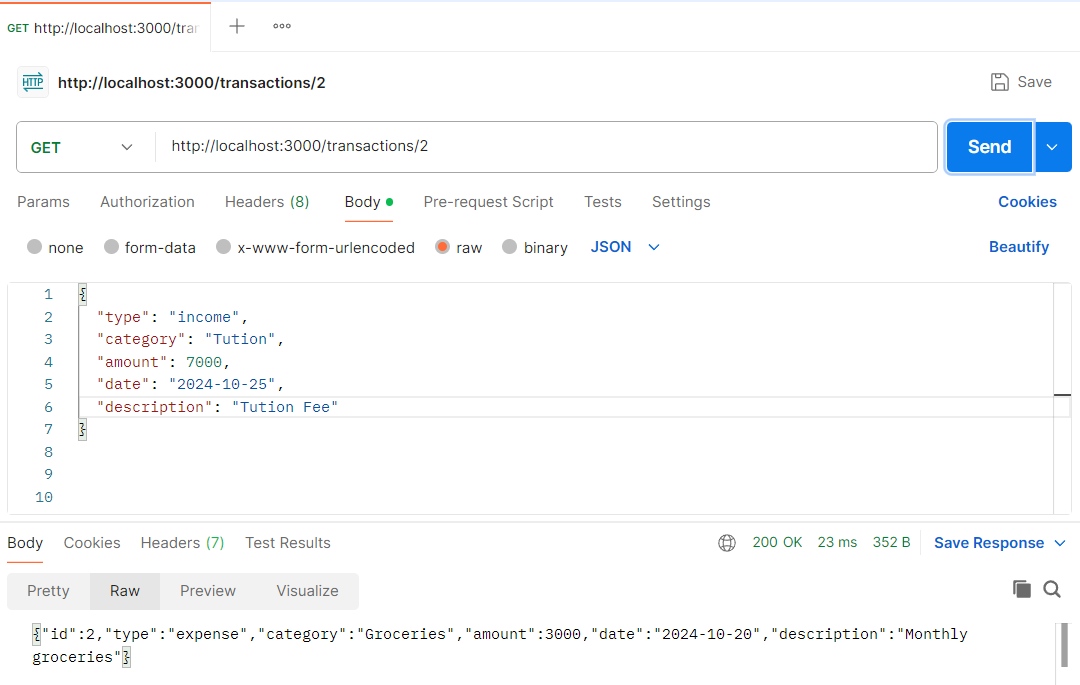 GET http://localhost:3000/tran
HTTP http://localhost:3000/transactions/2 Save
GET http://localhost:3000/transactions/2 Send
Params Authorization Headers (8) Body Pre-request Script Tests Settings Cookies
none form-data x-www-form-urlencoded raw binary JSON Beautify
1 {
2 "type": "income",
3 "category": "Tution",
4 "amount": 7000,
5 "date": "2024-10-25",
6 "description": "Tution Fee"
7 }
8
9
10
Body Cookies Headers (7) Test Results 200 OK 23 ms 352 B Save Response
Pretty Raw Preview Visualize
{"id":2,"type":"expense","category":"Groceries","amount":3000,"date":"2024-10-20","description":"Monthly
groceries"}